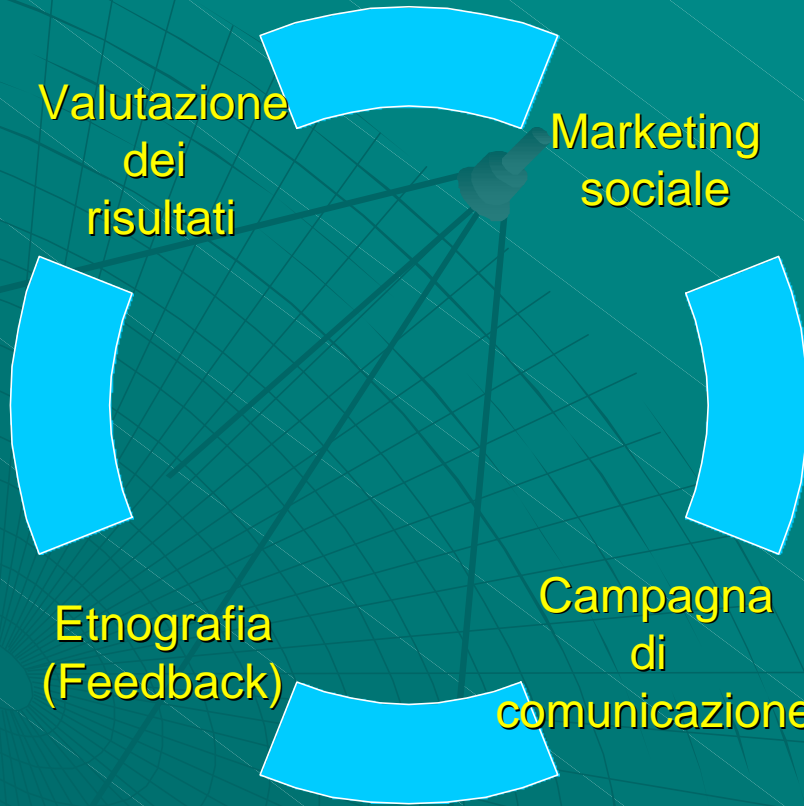 Valutazione
dei
risultati
Marketing
sociale
Etnografia
(Feedback)
Campagna
di
comunicazione